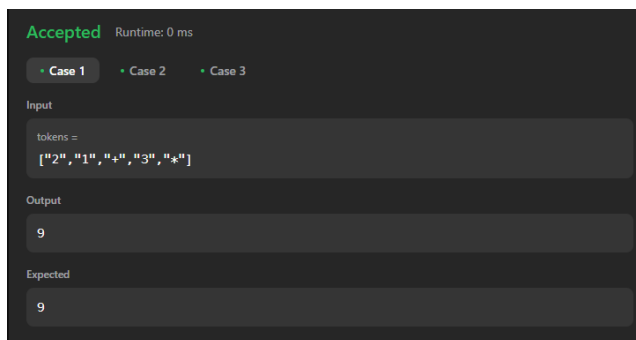 Accepted Runtime: 0 ms
• Case 1 • Case 2 • Case 3
Input
tokens =
["2","1","+","3","*"]
Output
9
Expected
9